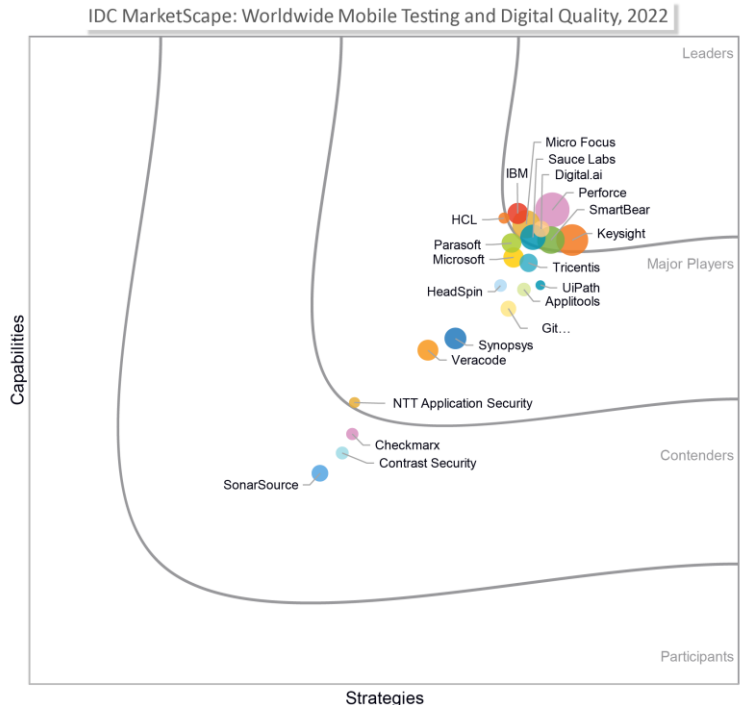 IDC MarketScape: Worldwide Mobile Testing and Digital Quality, 2022
Leaders
Micro Focus
Sauce Labs
IBM
Digital.ai
Perforce
SmartBear
HCL
Keysight
Parasoft
Microsoft
Tricentis
Major Players
HeadSpin
UiPath
Applitools
Git…
Synopsys
Veracode
Capabilities
NTT Application Security
Checkmarx
Contenders
Contrast Security
SonarSource
Participants
Strategies